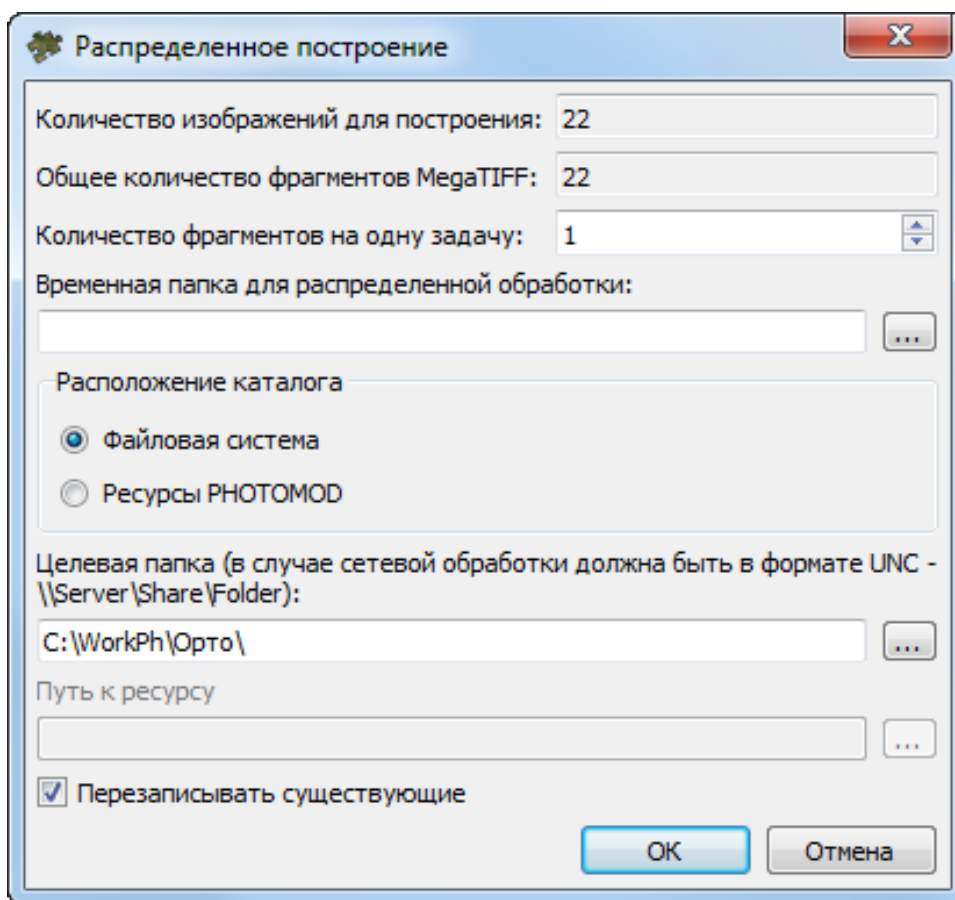 Распределенное построение
Количество изображений для построения: 22
Общее количество фрагментов MegaTIFF: 22
Количество фрагментов на одну задачу: 1
Временная папка для распределенной обработки:
...
Расположение каталога
Файловая система
Ресурсы PHOTOMOD
Целевая папка (в случае сетевой обработки должна быть в формате UNC -
\\Server\Share\Folder):
C:\WorkPh\Орто\ ...
Путь к ресурсу
...
Перезаписывать существующие
OK Отмена